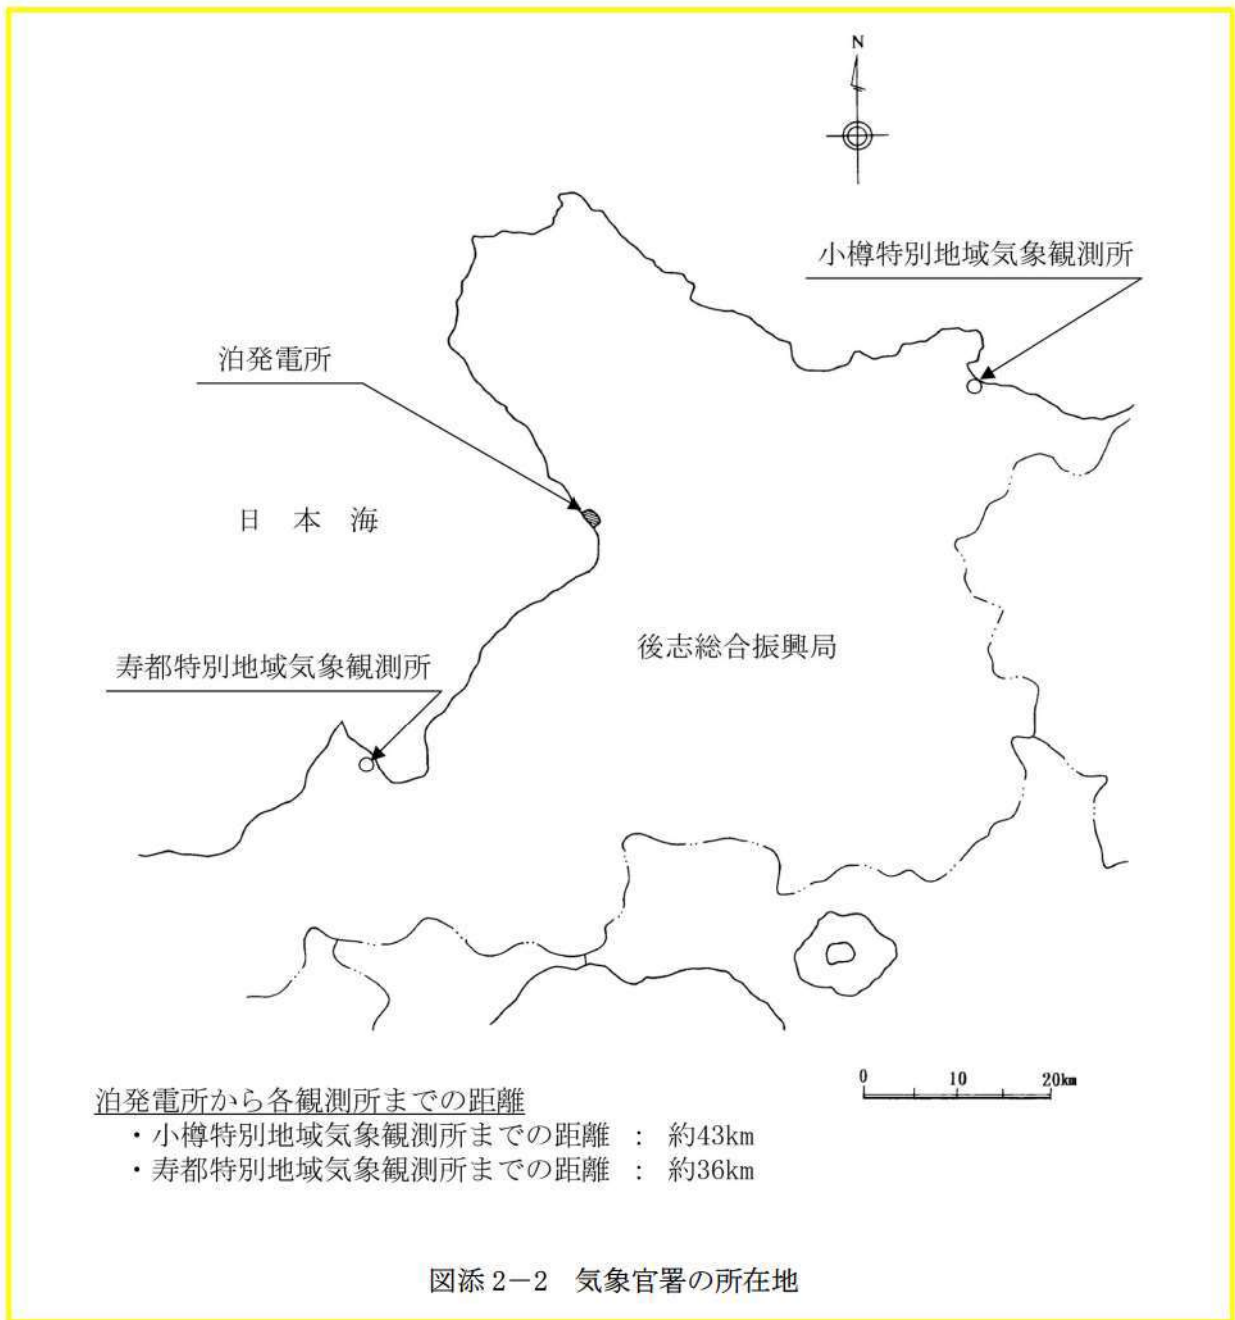 N
小樽特別地域気象観測所
泊発電所
日本海
後志総合振興局
寿都特別地域気象観測所
0 10 20km
泊発電所から各観測所までの距離
・小樽特別地域気象観測所までの距離 : 約43km
・寿都特別地域気象観測所までの距離 : 約36km
図添2-2 気象官署の所在地